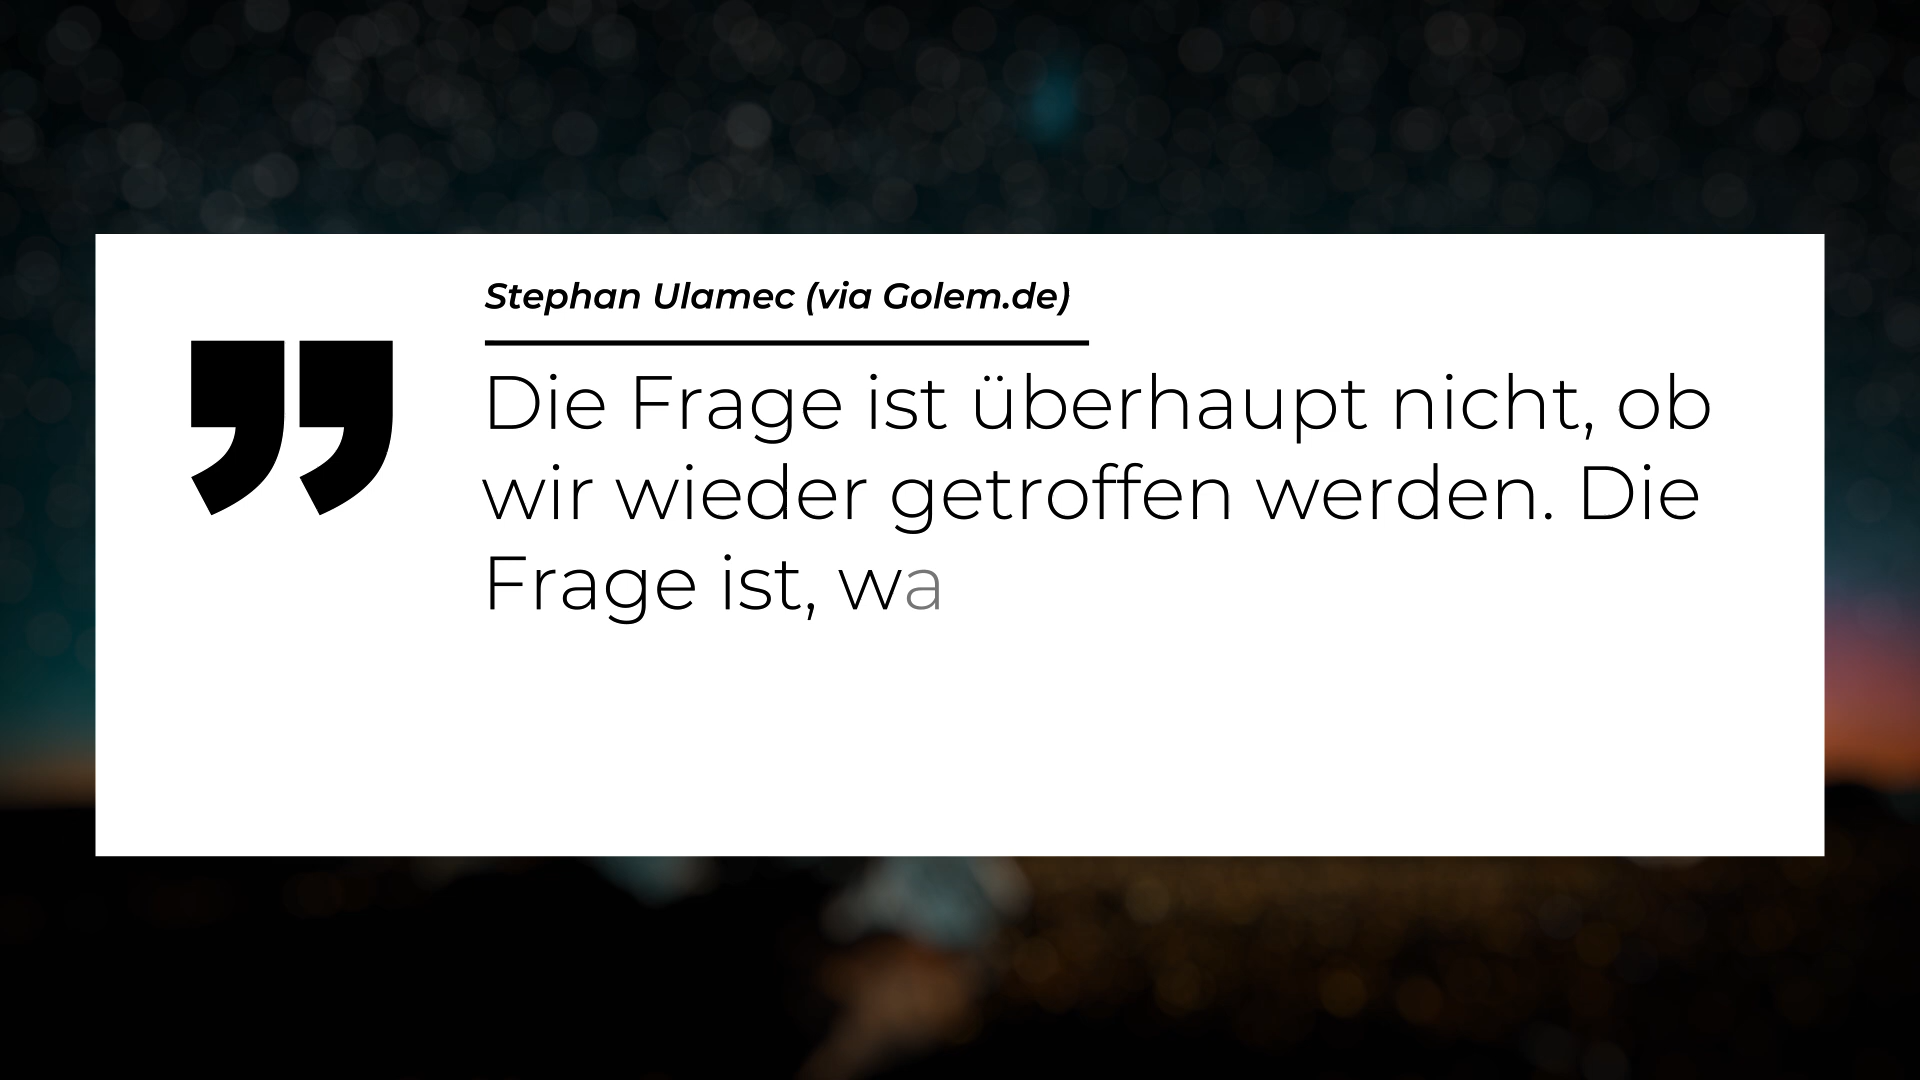 Stephan Ulamec (via Golem.de)
Die Frage ist überhaupt nicht, ob
wir wieder getroffen werden. Die
Frage ist, wa